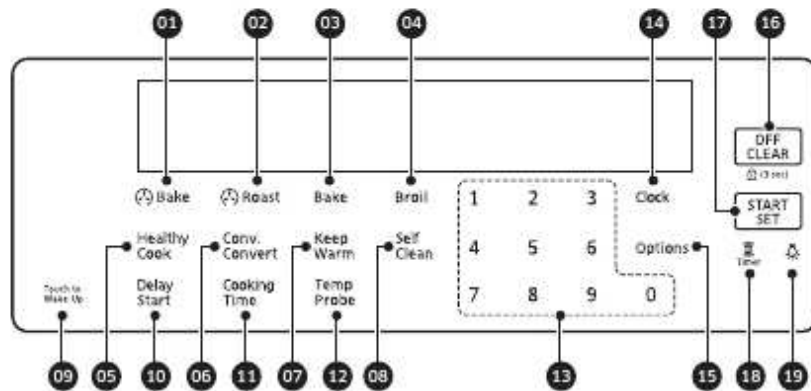 01 02 03 04 14 17 16
OFF
CLEAR
(3 sec)
Bake Roast Bake Broil 1 2 3 Clock
START
SET
Healthy
Cook
Conv.
Convert
Keep
Warm
Self
Clean
4 5 6 Options
Timer
Touch to
Wake Up
Delay
Start
Cooking
Time
Temp
Probe
7 8 9 0
09 05 10 06 11 07 12 08 13 15 18 19